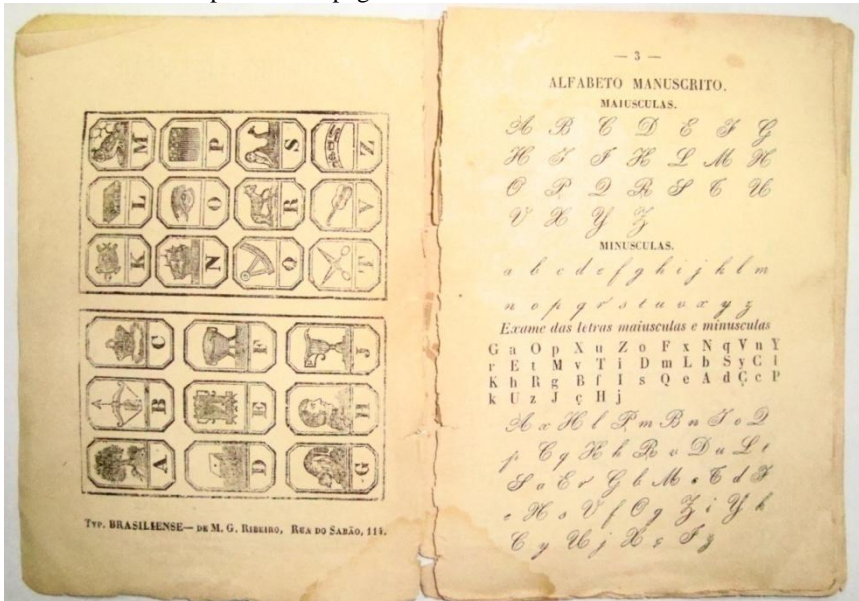 A B C
D E F
G H J
K L M
N O P
Q R S
T V Z
TYP. BRASILIENSE— DE M. G. RIBEIRO, RUA DO SABÃO, 114.
— 3 —
ALFABETO MANUSCRITO.
MAIUSCULAS.
A B C D E F G
H I J K L M N
O P Q R S T U
V X Y Z
MINUSCULAS.
a b c d e f g h i j k l m
n o p q r s t u v x y z
Exame das letras maiusculas e minusculas
G a O p X u Z o F x N q V n Y
r E t M v T i D m L b S y C l
K h R g B f I s Q e A d Ç c P
k U z J ç H j
A x H l P m B n J o Q
p C q K k R v D u L t
S a E r G b M s T d F
e N s V f O g Z i Y h
C y U j X ç I z